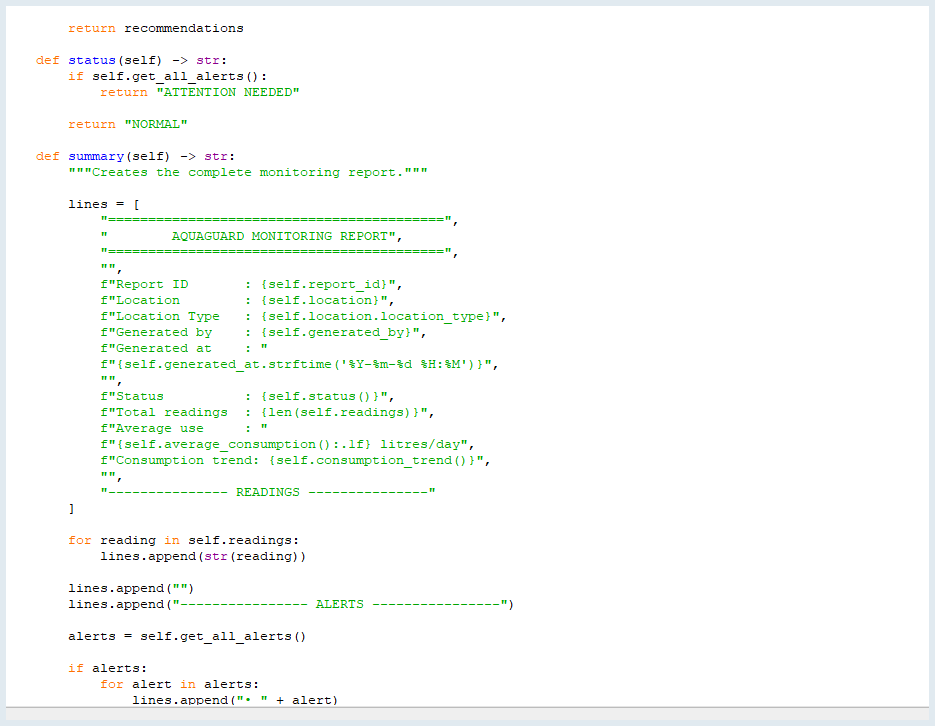 return recommendations

    def status(self) -> str:
        if self.get_all_alerts():
            return "ATTENTION NEEDED"

        return "NORMAL"

    def summary(self) -> str:
        """Creates the complete monitoring report."""

        lines = [
            "==========================================",
            "        AQUAGUARD MONITORING REPORT",
            "==========================================",
            "",
            f"Report ID       : {self.report_id}",
            f"Location        : {self.location}",
            f"Location Type   : {self.location.location_type}",
            f"Generated by    : {self.generated_by}",
            f"Generated at    : "
            f"{self.generated_at.strftime('%Y-%m-%d %H:%M')}",
            "",
            f"Status          : {self.status()}",
            f"Total readings  : {len(self.readings)}",
            f"Average use     : "
            f"{self.average_consumption():.1f} litres/day",
            f"Consumption trend: {self.consumption_trend()}",
            "",
            "--------------- READINGS ---------------"
        ]

        for reading in self.readings:
            lines.append(str(reading))

        lines.append("")
        lines.append("---------------- ALERTS ----------------")

        alerts = self.get_all_alerts()

        if alerts:
            for alert in alerts:
                lines.append("• " + alert)